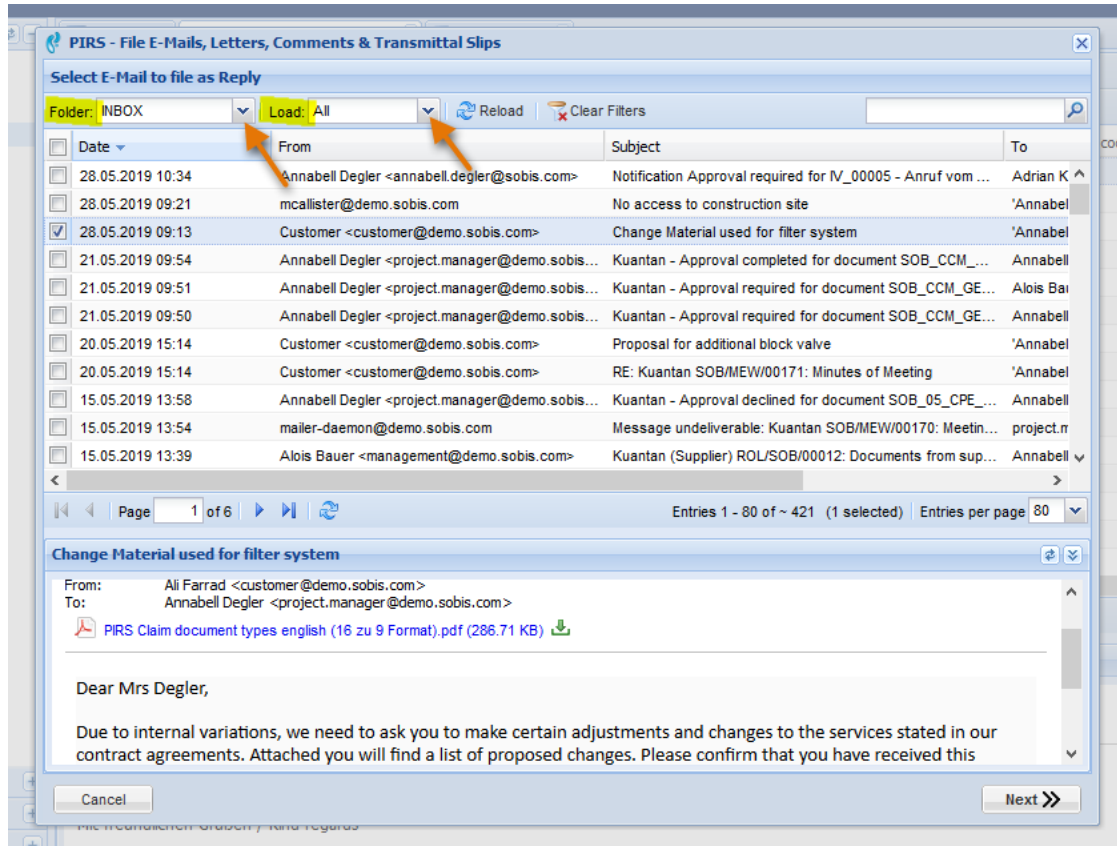 PIRS - File E-Mails, Letters, Comments & Transmittal Slips
Select E-Mail to file as Reply
Folder: INBOX Load: All Reload Clear Filters
Date From Subject To
28.05.2019 10:34 Annabell Degler <annabell.degler@sobis.com> Notification Approval required for IV_00005 - Anruf vom ... Adrian K
28.05.2019 09:21 mcallister@demo.sobis.com No access to construction site 'Annabel
28.05.2019 09:13 Customer <customer@demo.sobis.com> Change Material used for filter system 'Annabel
21.05.2019 09:54 Annabell Degler <project.manager@demo.sobis... Kuantan - Approval completed for document SOB_CCM_... Annabell
21.05.2019 09:51 Annabell Degler <project.manager@demo.sobis... Kuantan - Approval required for document SOB_CCM_GE... Alois Bau
21.05.2019 09:50 Annabell Degler <project.manager@demo.sobis... Kuantan - Approval required for document SOB_CCM_GE... Annabell
20.05.2019 15:14 Customer <customer@demo.sobis.com> Proposal for additional block valve 'Annabel
20.05.2019 15:14 Customer <customer@demo.sobis.com> RE: Kuantan SOB/MEW/00171: Minutes of Meeting 'Annabel
15.05.2019 13:58 Annabell Degler <project.manager@demo.sobis... Kuantan - Approval declined for document SOB_05_CPE_... Annabell
15.05.2019 13:54 mailer-daemon@demo.sobis.com Message undeliverable: Kuantan SOB/MEW/00170: Meetin... project.m
15.05.2019 13:39 Alois Bauer <management@demo.sobis.com> Kuantan (Supplier) ROL/SOB/00012: Documents from sup... Annabell
Page 1 of 6 Entries 1 - 80 of ~ 421 (1 selected) Entries per page 80
Change Material used for filter system
From: Ali Farrad <customer@demo.sobis.com>
To: Annabell Degler <project.manager@demo.sobis.com>
PIRS Claim document types english (16 zu 9 Format).pdf (286.71 KB)
Dear Mrs Degler,
Due to internal variations, we need to ask you to make certain adjustments and changes to the services stated in our
contract agreements. Attached you will find a list of proposed changes. Please confirm that you have received this
Cancel Next
Mit freundlichen Grüßen / Kind regards